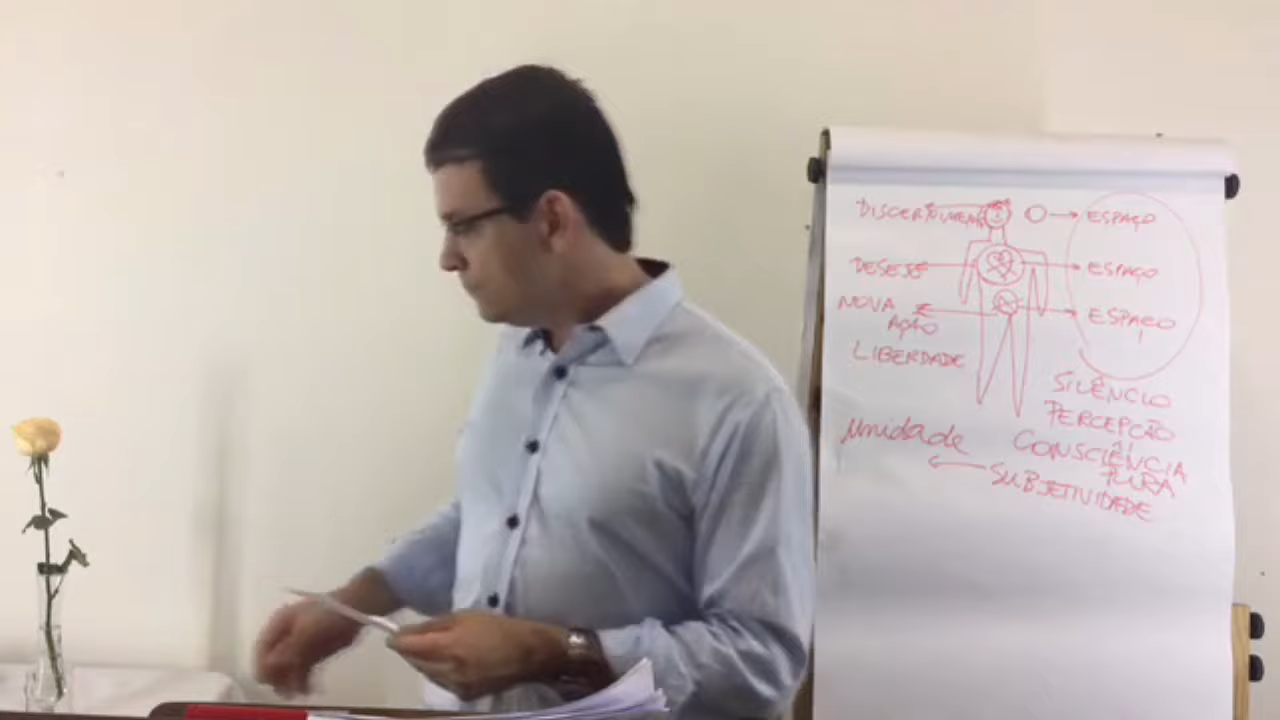 DISCERNIMENTO → ESPAÇO
DESEJO → ESPAÇO
NOVA AÇÃO → ESPAÇO
LIBERDADE
SILÊNCIO
PERCEPÇÃO
unidade CONSCIÊNCIA
PURA
← SUBJETIVIDADE